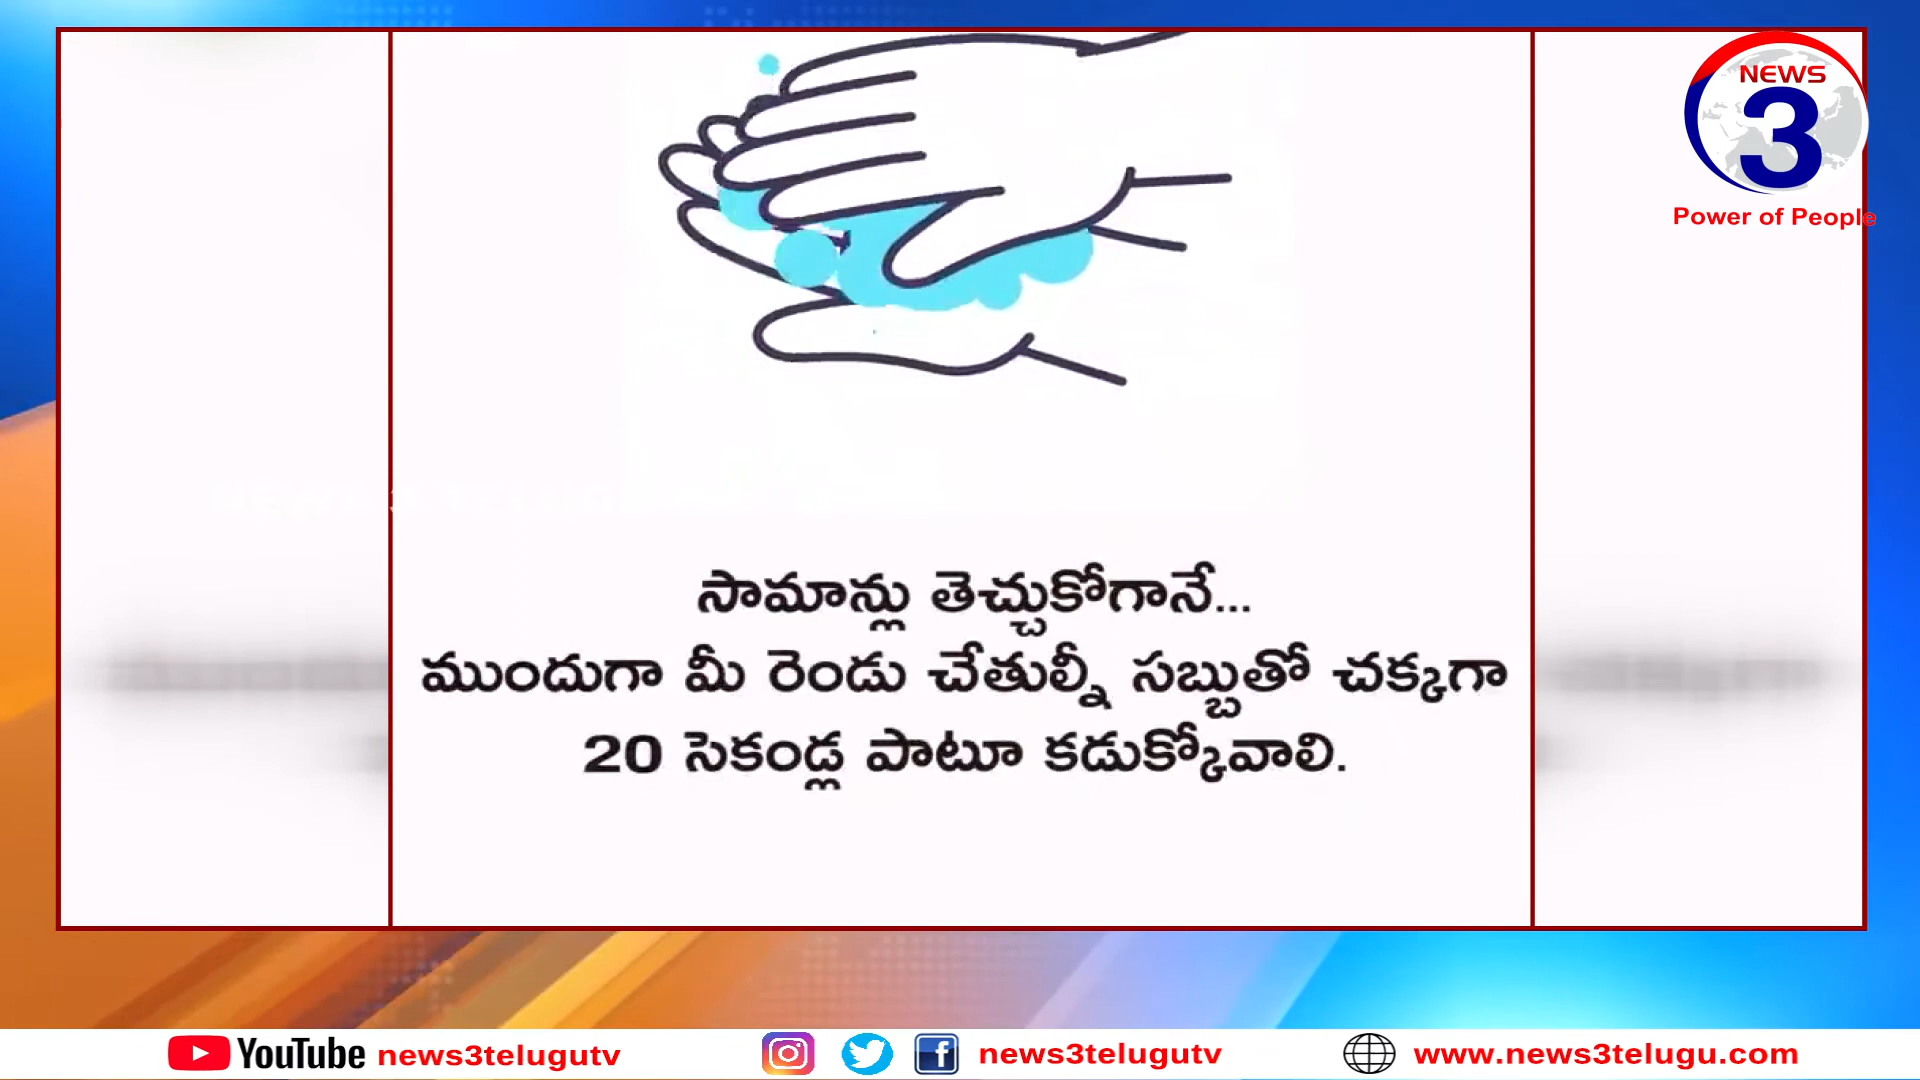 NEWS
3
Power of People
సామాన్లు తెచ్చుకోగానే...
ముందుగా మీ రెండు చేతుల్నీ సబ్బుతో చక్కగా
20 సెకండ్ల పాటూ కడుక్కోవాలి.
YouTube news3telugutv
news3telugutv
www.news3telugu.com